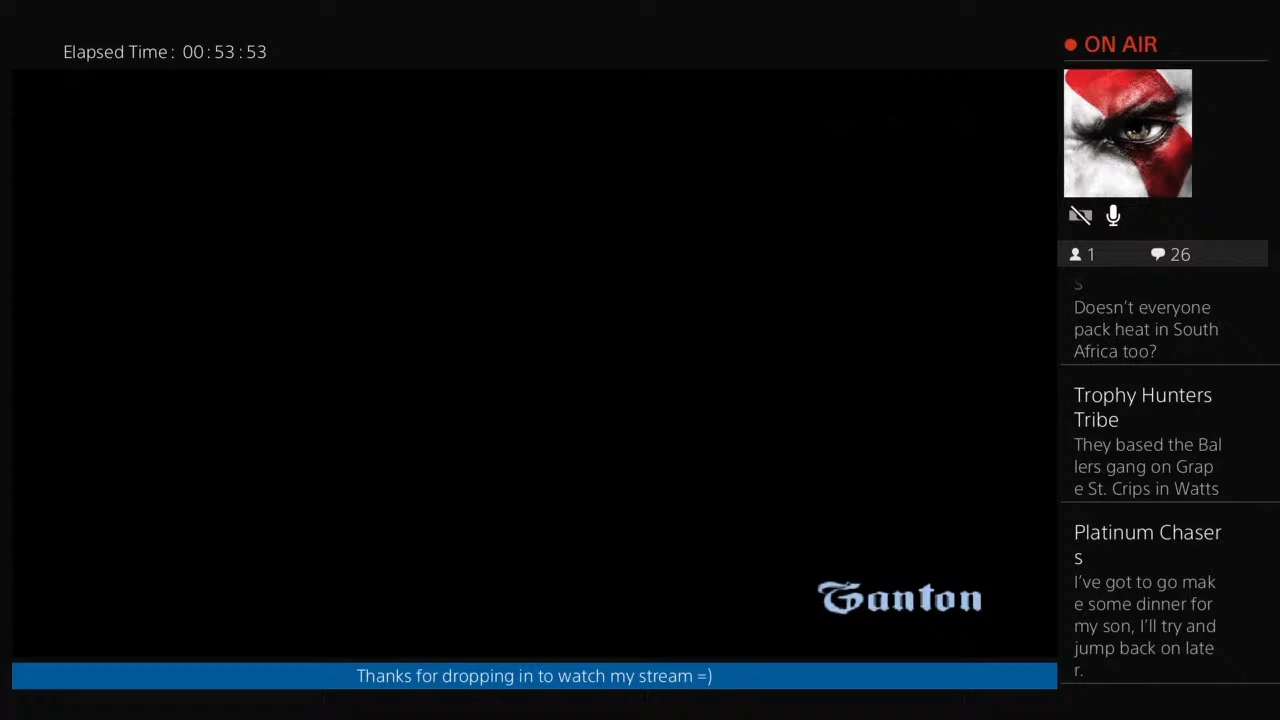 Elapsed Time: 00:53:53
ON AIR
1 26
s
Doesn't everyone
pack heat in South
Africa too?
Trophy Hunters
Tribe
They based the Bal
lers gang on Grap
e St. Crips in Watts
Platinum Chaser
s
I've got to go mak
e some dinner for
my son, I'll try and
jump back on late
r.
Ganton
Thanks for dropping in to watch my stream =)